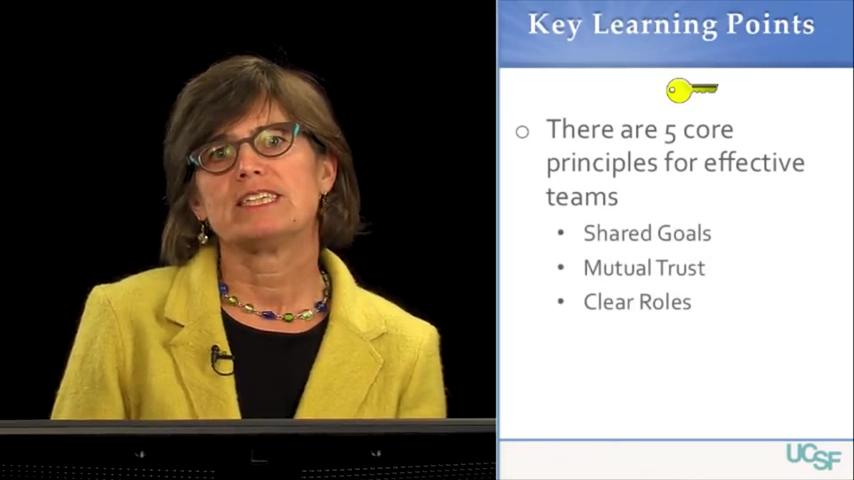 Key Learning Points
○ There are 5 core
principles for effective
teams
• Shared Goals
• Mutual Trust
• Clear Roles
UCSF